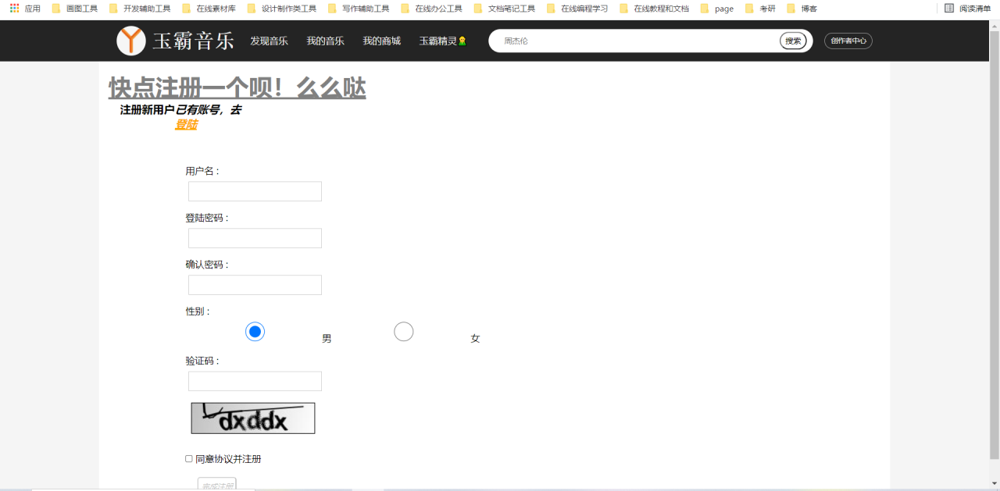 应用 画图工具 开发辅助工具 在线素材库 设计制作类工具 写作辅助工具 在线办公工具 文档笔记工具 在线编程学习 在线教程和文档 page 考研 博客 阅读清单
玉霸音乐 发现音乐 我的音乐 我的商城 玉霸精灵 周杰伦 搜索 创作者中心
快点注册一个呗！么么哒
注册新用户已有账号，去
登陆
用户名：
登陆密码：
确认密码：
性别：
男 女
验证码：
dxddx
同意协议并注册
完成注册